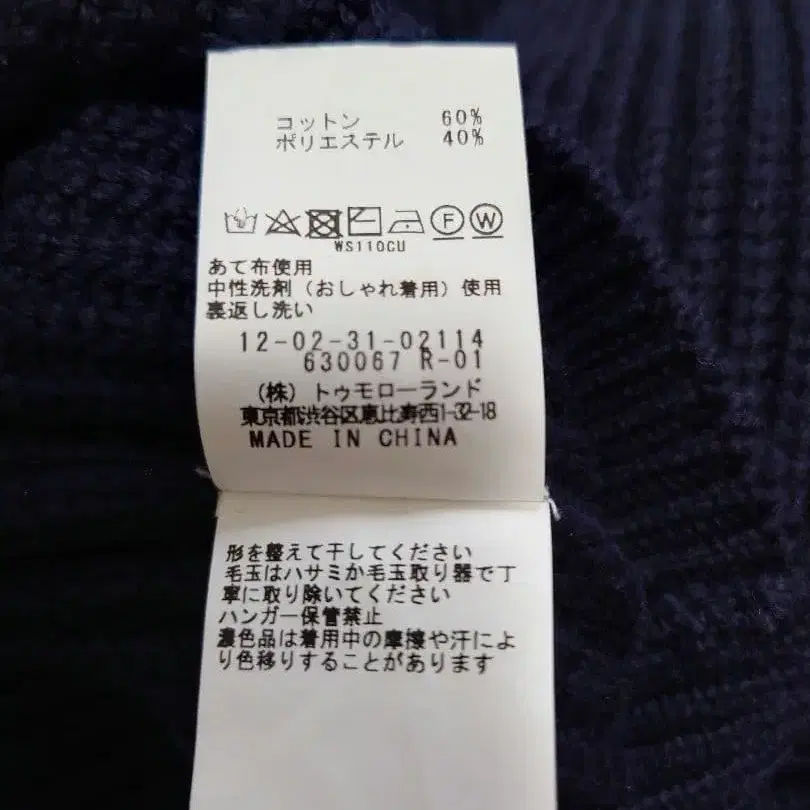 コットン 60%
ポリエステル 40%
F W
WS110CU
あて布使用
中性洗剤（おしゃれ着用）使用
裏返し洗い
12-02-31-02114
630067 R-01
（株）トゥモローランド
東京都渋谷区恵比寿西1-32-18
MADE IN CHINA
形を整えて干してください
毛玉はハサミか毛玉取り器で丁
寧に取り除いてください
ハンガー保管禁止
濃色品は着用中の摩擦や汗によ
り色移りすることがあります